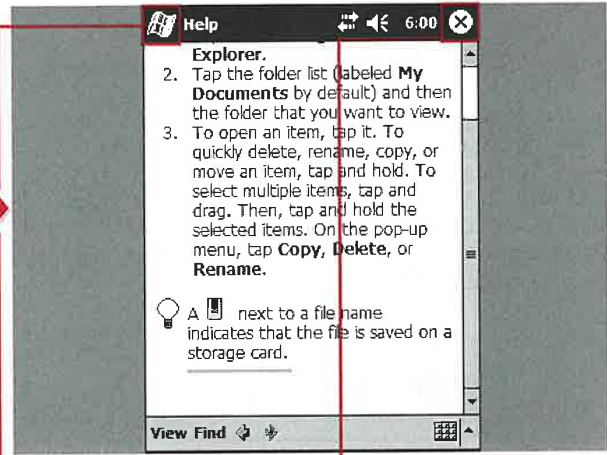 Help 6:00
Explorer.
2. Tap the folder list (labeled My
Documents by default) and then
the folder that you want to view.
3. To open an item, tap it. To
quickly delete, rename, copy, or
move an item, tap and hold. To
select multiple items, tap and
drag. Then, tap and hold the
selected items. On the pop-up
menu, tap Copy, Delete, or
Rename.
A next to a file name
indicates that the file is saved on a
storage card.
View Find